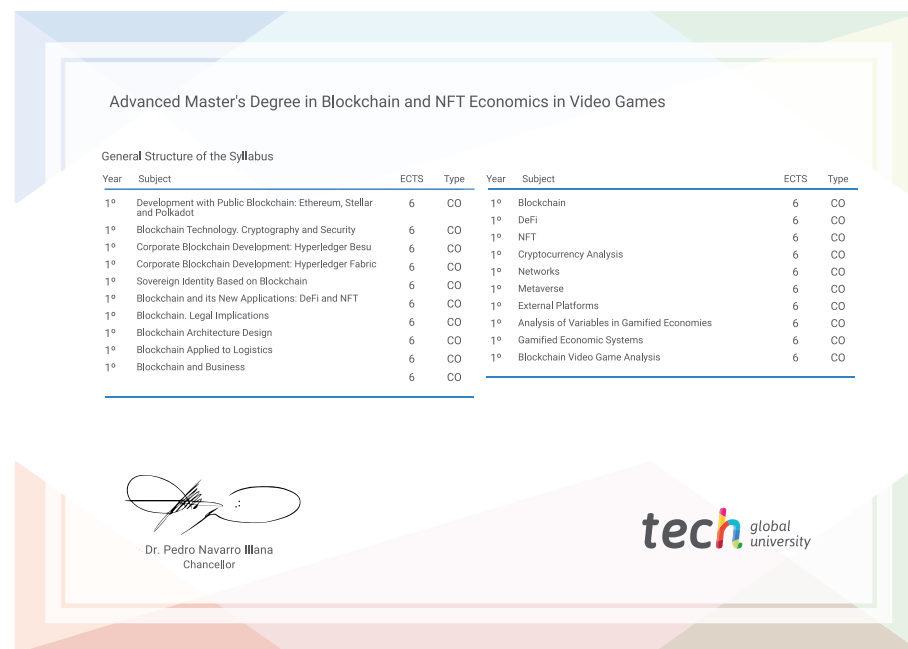 Advanced Master's Degree in Blockchain and NFT Economics in Video Games
General Structure of the Syllabus
Year Subject ECTS Type
1º Development with Public Blockchain: Ethereum, Stellar 6 CO
and Polkadot
1º Blockchain Technology. Cryptography and Security 6 CO
1º Corporate Blockchain Development: Hyperledger Besu 6 CO
1º Corporate Blockchain Development: Hyperledger Fabric 6 CO
1º Sovereign Identity Based on Blockchain 6 CO
1º Blockchain and its New Applications: DeFi and NFT 6 CO
1º Blockchain. Legal Implications 6 CO
1º Blockchain Architecture Design 6 CO
1º Blockchain Applied to Logistics 6 CO
1º Blockchain and Business 6 CO
Year Subject ECTS Type
1º Blockchain 6 CO
1º DeFi 6 CO
1º NFT 6 CO
1º Cryptocurrency Analysis 6 CO
1º Networks 6 CO
1º Metaverse 6 CO
1º External Platforms 6 CO
1º Analysis of Variables in Gamified Economies 6 CO
1º Gamified Economic Systems 6 CO
1º Blockchain Video Game Analysis 6 CO
Dr. Pedro Navarro Illana
Chancellor
tech global
university